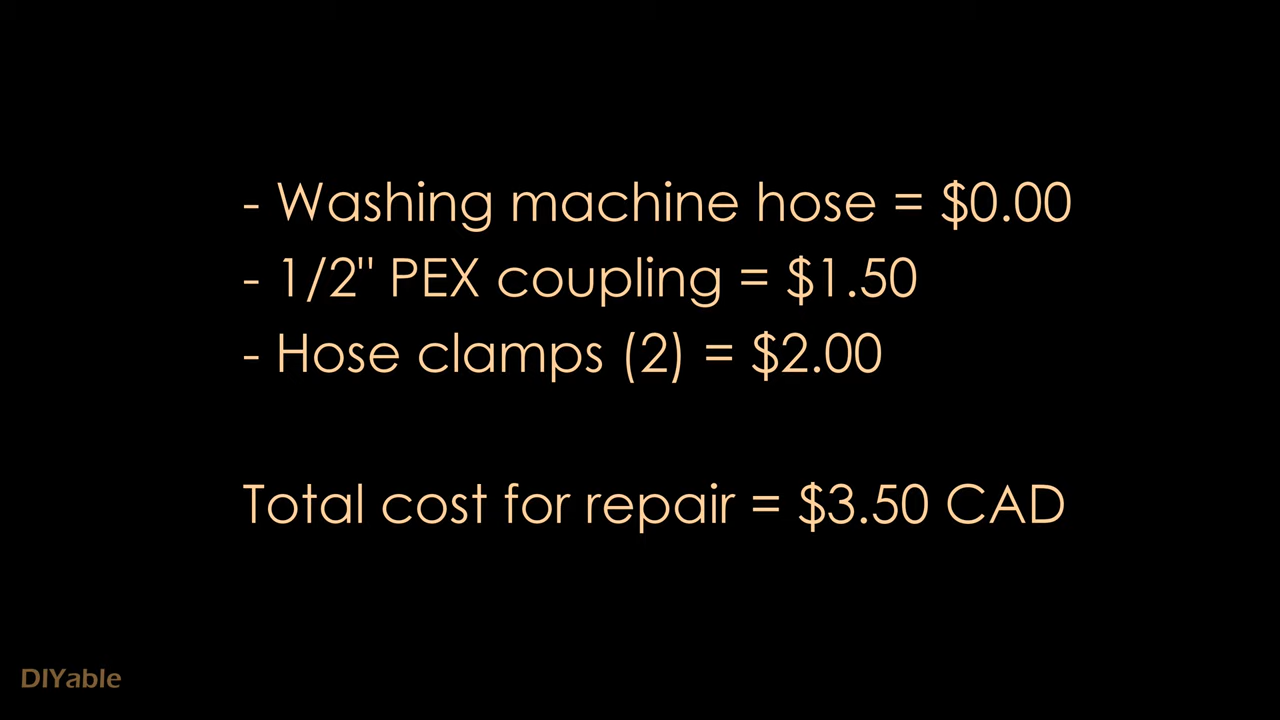 - Washing machine hose = $0.00
- 1/2" PEX coupling = $1.50
- Hose clamps (2) = $2.00
Total cost for repair = $3.50 CAD
DIYable